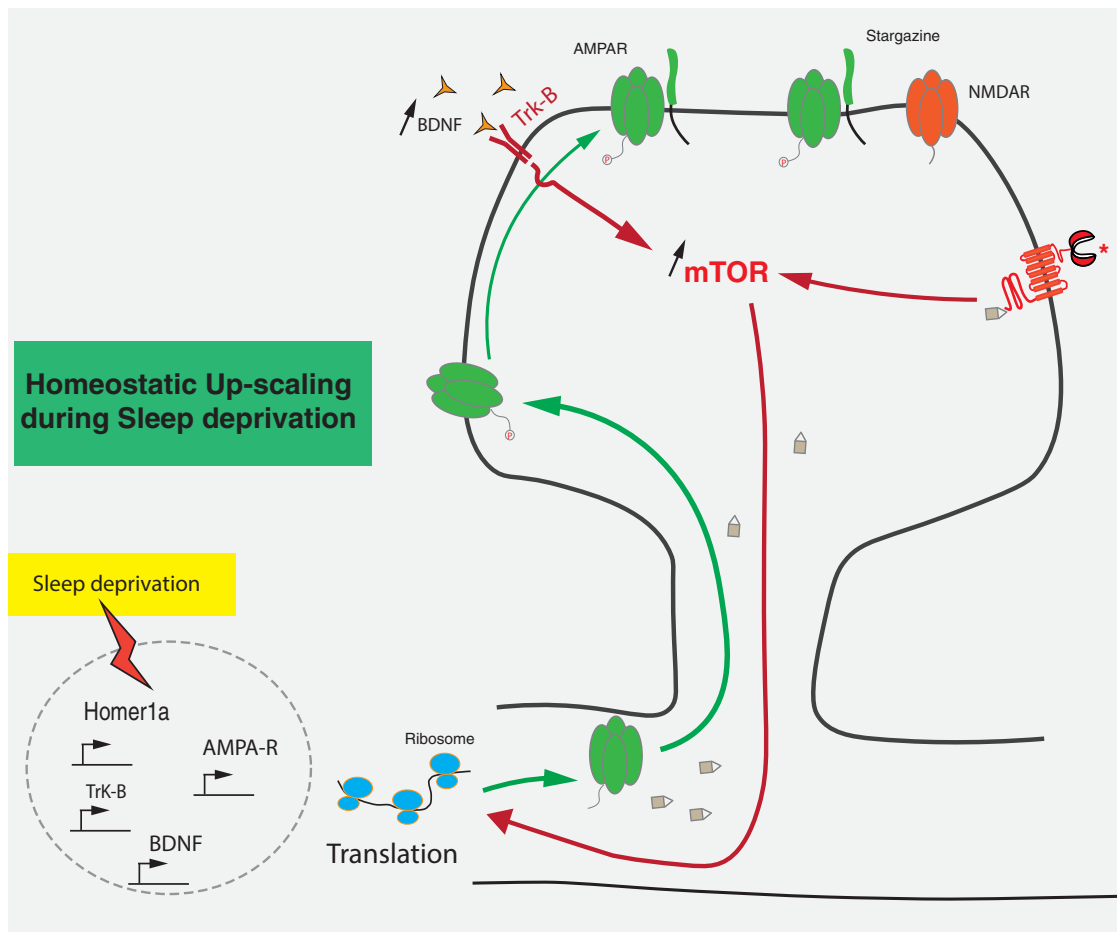 AMPAR
Stargazine
NMDAR
BDNF
Trk-B
P
P
*
mTOR
Homeostatic Up-scaling
during Sleep deprivation
P
Sleep deprivation
Homer1a
AMPA-R
TrK-B
BDNF
Ribosome
Translation